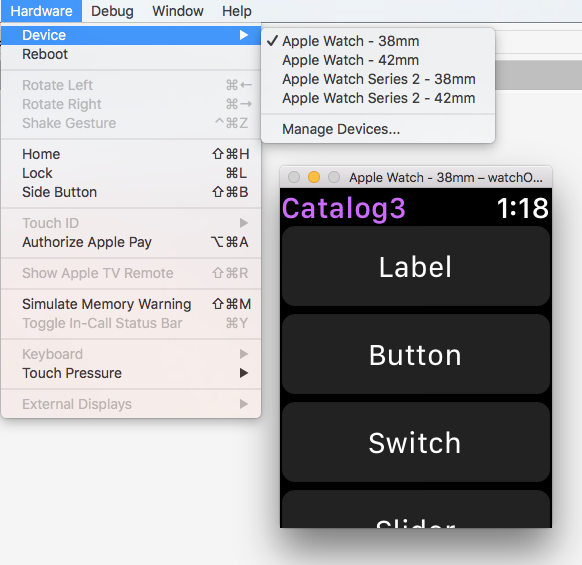 Hardware Debug Window Help
Device ▶
Reboot
Rotate Left ⌘←
Rotate Right ⌘→
Shake Gesture ^⌘Z
Home ⇧⌘H
Lock ⌘L
Side Button ⇧⌘B
Touch ID ▶
Authorize Apple Pay ⌥⌘A
Show Apple TV Remote ⇧⌘R
Simulate Memory Warning ⇧⌘M
Toggle In-Call Status Bar ⌘Y
Keyboard ▶
Touch Pressure ▶
External Displays ▶
✓ Apple Watch - 38mm
Apple Watch - 42mm
Apple Watch Series 2 - 38mm
Apple Watch Series 2 - 42mm
Manage Devices...
Apple Watch - 38mm – watchO...
Catalog3 1:18
Label
Button
Switch
Slider